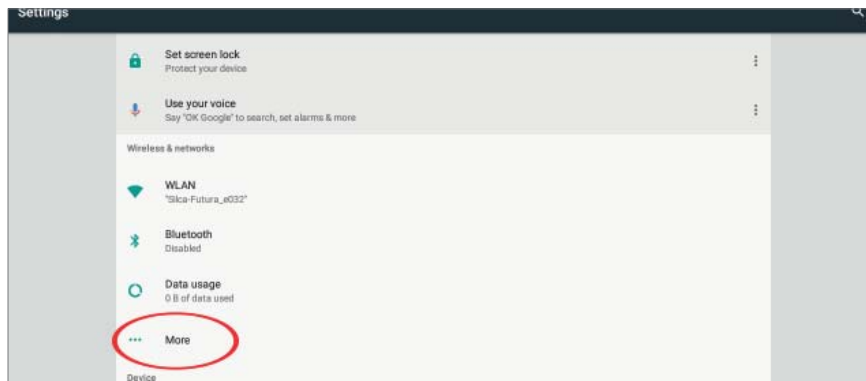 Settings
Set screen lock
Protect your device
Use your voice
Say "OK Google" to search, set alarms & more
Wireless & networks
WLAN
"Silca-Futura_e032"
Bluetooth
Disabled
Data usage
0 B of data used
More
Device